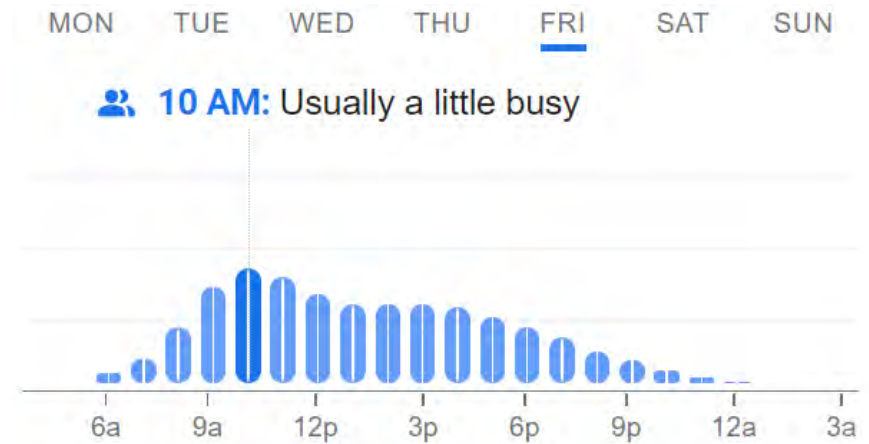 MON TUE WED THU FRI SAT SUN
10 AM: Usually a little busy
6a 9a 12p 3p 6p 9p 12a 3a